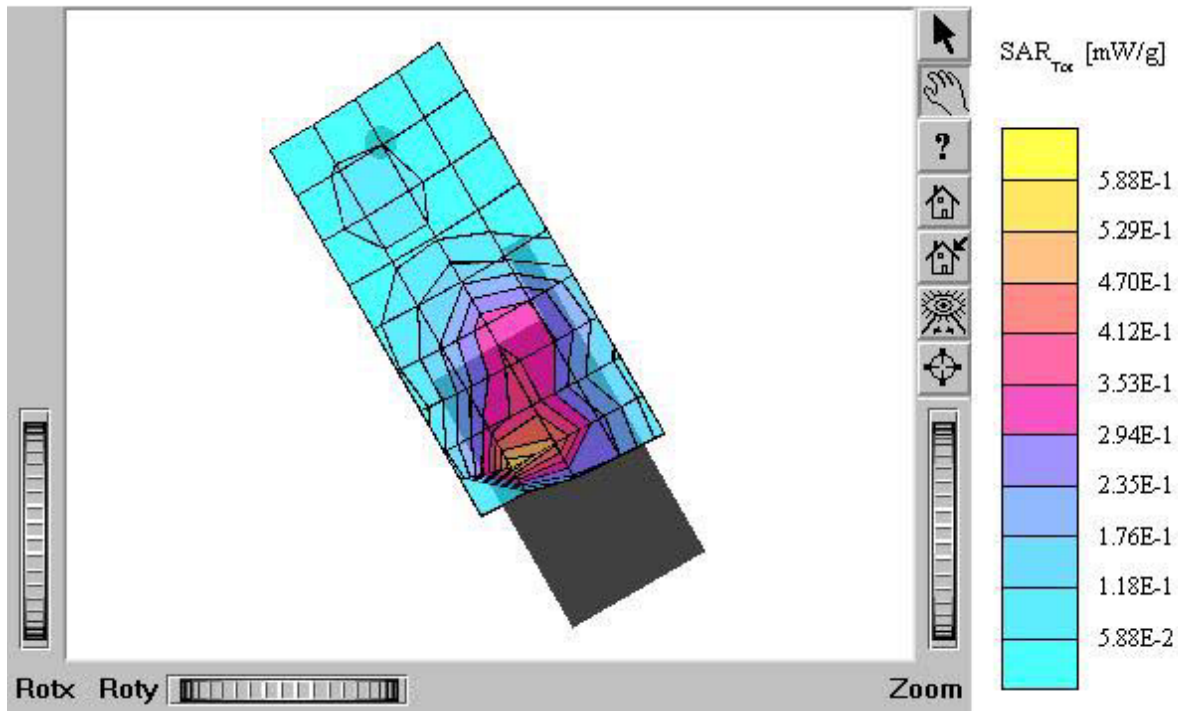 SAR_Tot [mW/g]
?
5.88E-1
5.29E-1
4.70E-1
4.12E-1
3.53E-1
2.94E-1
2.35E-1
1.76E-1
1.18E-1
5.88E-2
Rotx Roty Zoom